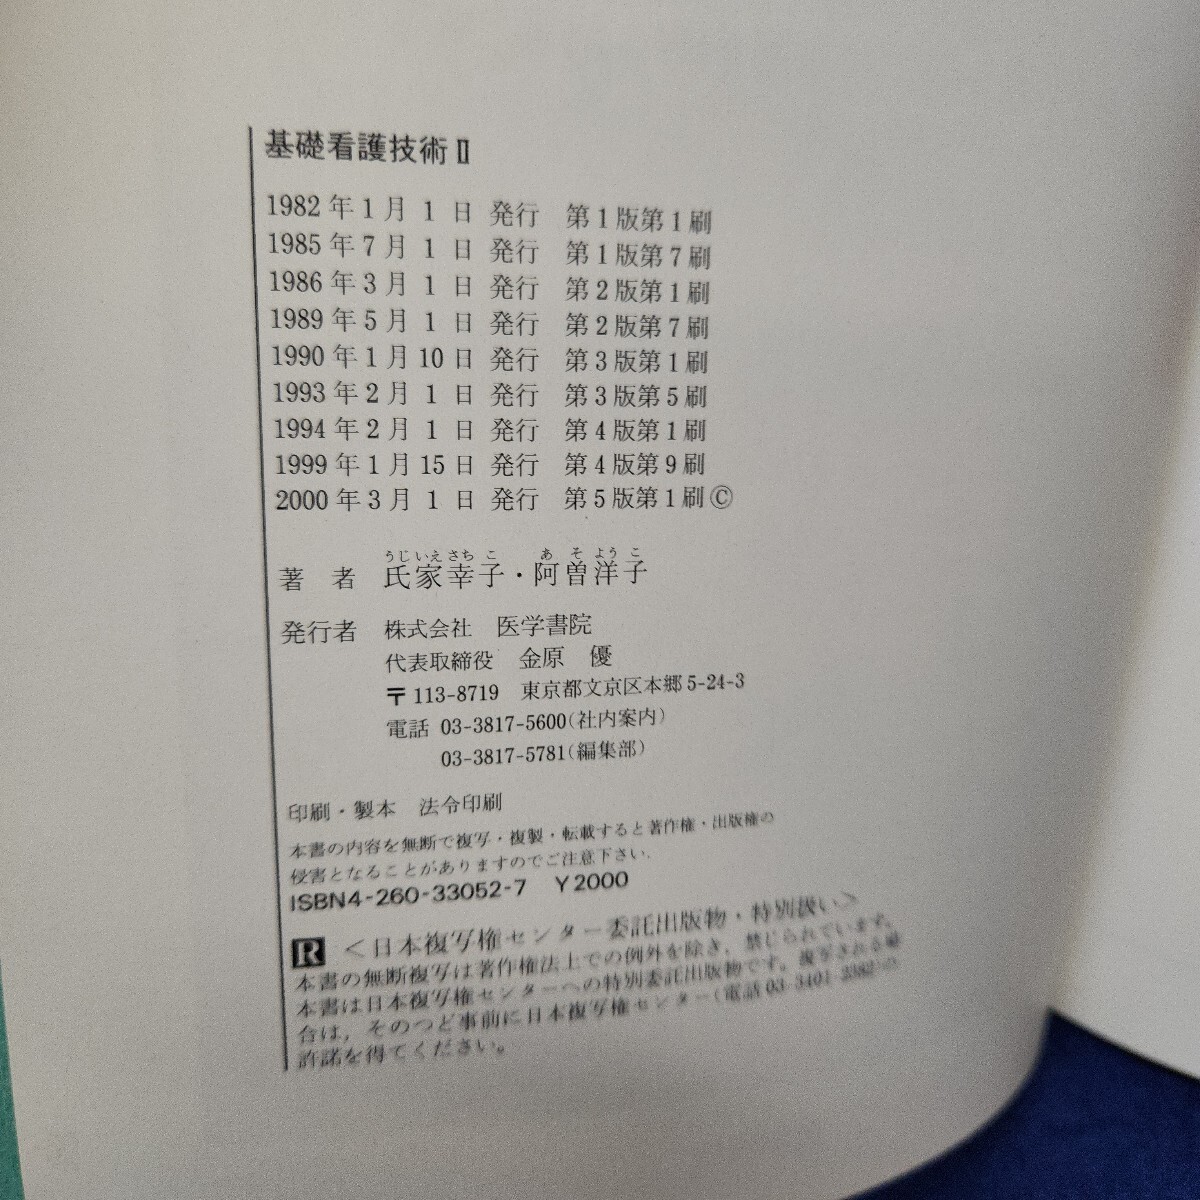 基礎看護技術Ⅱ
1982年1月1日 発行 第1版第1刷
1985年7月1日 発行 第1版第7刷
1986年3月1日 発行 第2版第1刷
1989年5月1日 発行 第2版第7刷
1990年1月10日 発行 第3版第1刷
1993年2月1日 発行 第3版第5刷
1994年2月1日 発行 第4版第1刷
1999年1月15日 発行 第4版第9刷
2000年3月1日 発行 第5版第1刷©
うじいえさちこ あそようこ
著者 氏家幸子・阿曽洋子
発行者 株式会社 医学書院
代表取締役 金原 優
〒113-8719 東京都文京区本郷5-24-3
電話 03-3817-5600(社内案内)
03-3817-5781(編集部)
印刷・製本 法令印刷
本書の内容を無断で複写・複製・転載すると著作権・出版権の
侵害となることがありますのでご注意下さい.
ISBN4-260-33052-7 Y2000
R <日本複写権センター委託出版物・特別扱い>
本書の無断複写は著作権法上での例外を除き,禁じられています。
本書は日本複写権センターへの特別委託出版物です。複写される場
合は,そのつど事前に日本複写権センター(電話03-3401-2382)の
許諾を得てください。